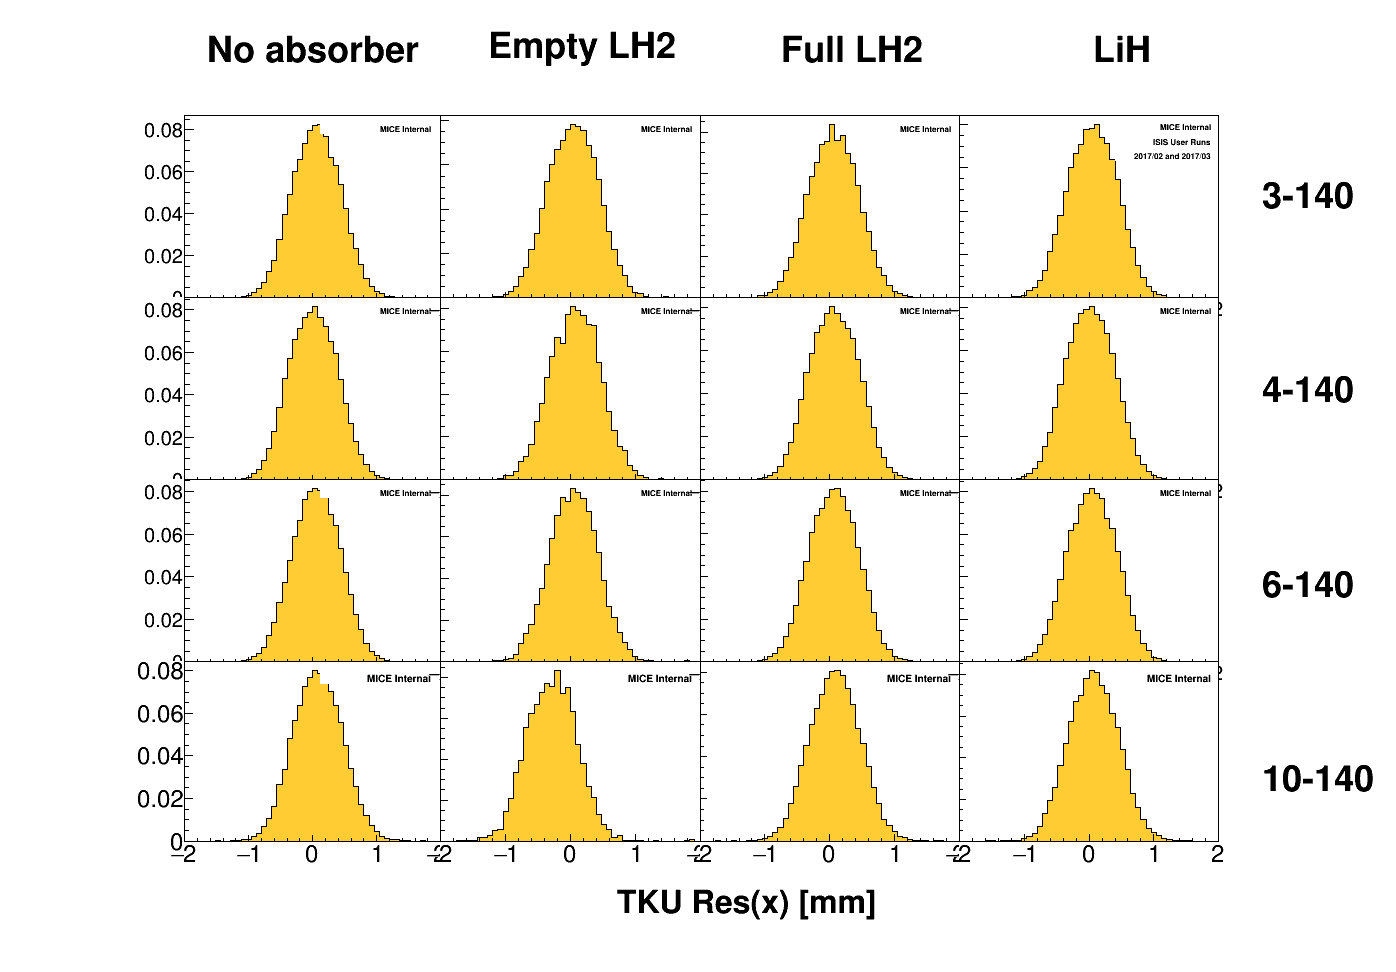 No absorber Empty LH2 Full LH2 LiH
0.08 MICE Internal MICE Internal MICE Internal MICE Internal
ISIS User Runs
2017/02 and 2017/03
0.06
3-140
0.04
0.02
0.08 MICE Internal MICE Internal MICE Internal MICE Internal
0.06
4-140
0.04
0.02
0.08 MICE Internal MICE Internal MICE Internal MICE Internal
0.06
6-140
0.04
0.02
0.08 MICE Internal MICE Internal MICE Internal MICE Internal
0.06
10-140
0.04
0.02
0
−2 −1 0 1 −2 −1 0 1 −2 −1 0 1 −2 −1 0 1 2
TKU Res(x) [mm]